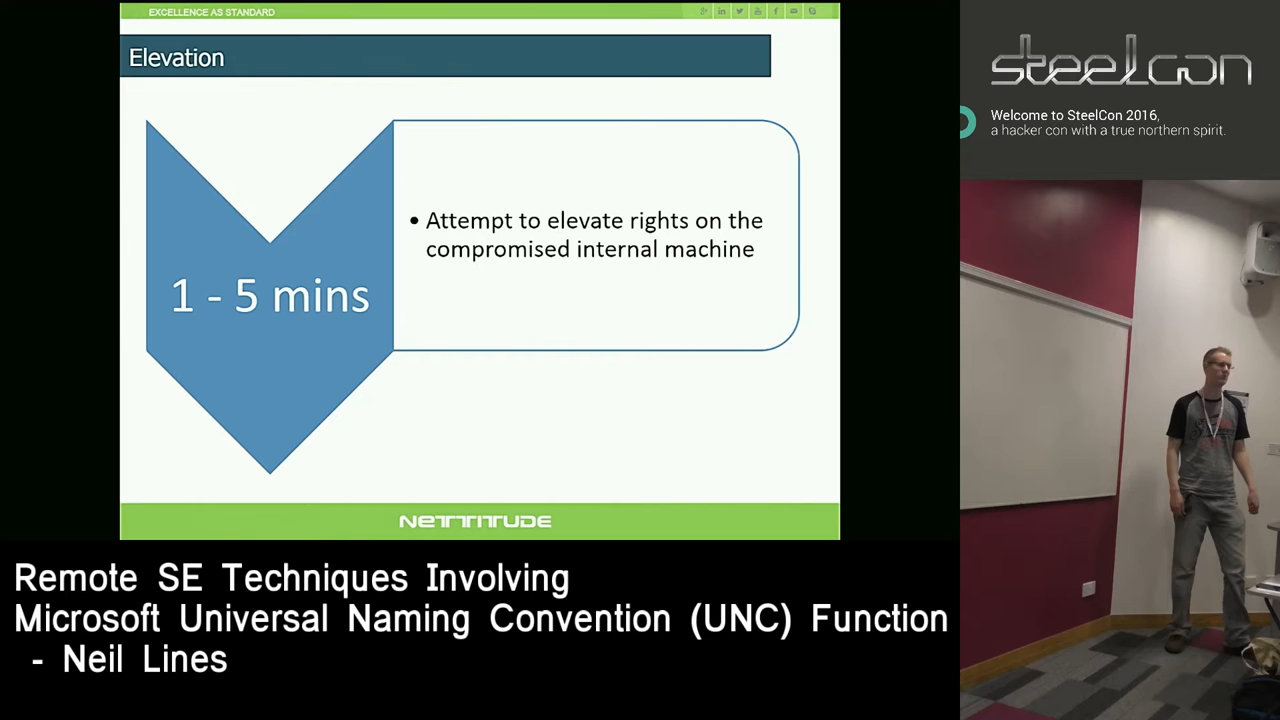 EXCELLENCE AS STANDARD
Elevation
1 - 5 mins
• Attempt to elevate rights on the
compromised internal machine
NETTITUDE
steelcon
Welcome to SteelCon 2016,
a hacker con with a true northern spirit.
Remote SE Techniques Involving
Microsoft Universal Naming Convention (UNC) Function
- Neil Lines